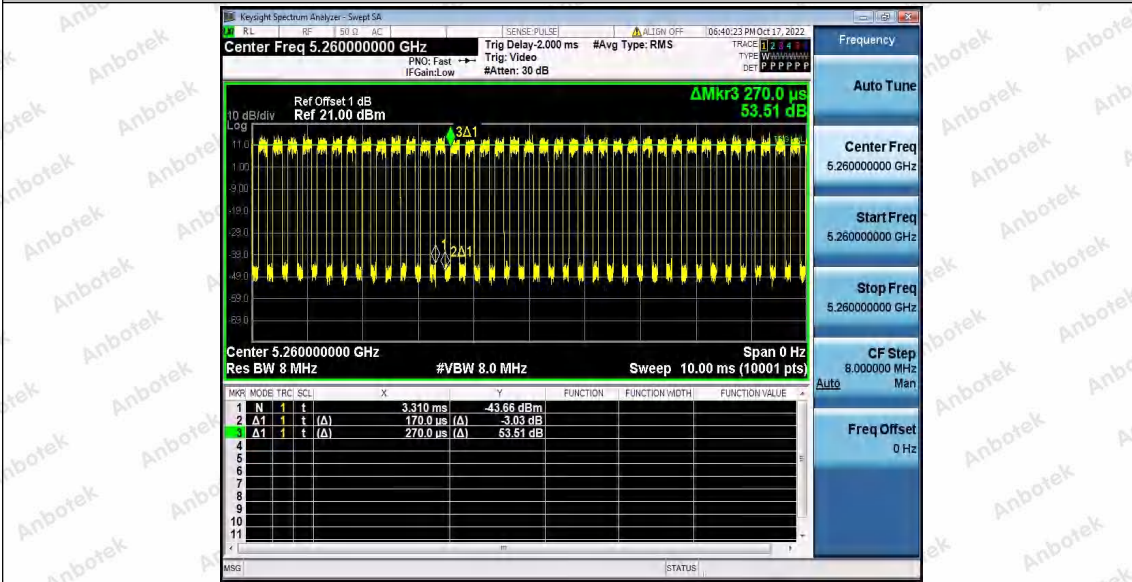 Keysight Spectrum Analyzer - Swept SA
RL RF 50 Ω AC SENSE:PULSE ALIGN OFF 06:40:23 PM Oct 17, 2022
Center Freq 5.260000000 GHz
PNO: Fast
IFGain:Low
Trig Delay-2.000 ms
Trig: Video
#Atten: 30 dB
#Avg Type: RMS
TRACE 1 2 3 4 5 6
TYPE W
DET P P P P P P
ΔMkr3 270.0 µs
53.51 dB
Ref Offset 1 dB
10 dB/div Ref 21.00 dBm
Log
11.0
1.00
-9.00
-19.0
-29.0
-39.0
-49.0
-59.0
-69.0
3Δ1
1
2Δ1
Center 5.260000000 GHz Span 0 Hz
Res BW 8 MHz #VBW 8.0 MHz Sweep 10.00 ms (10001 pts)
MKR MODE TRC SCL X Y FUNCTION FUNCTION WIDTH FUNCTION VALUE
1 N 1 t 3.310 ms -43.66 dBm
2 Δ1 1 t (Δ) 170.0 µs (Δ) -3.03 dB
3 Δ1 1 t (Δ) 270.0 µs (Δ) 53.51 dB
4
5
6
7
8
9
10
11
MSG STATUS
Frequency
Auto Tune
Center Freq
5.260000000 GHz
Start Freq
5.260000000 GHz
Stop Freq
5.260000000 GHz
CF Step
8.000000 MHz
Auto Man
Freq Offset
0 Hz
Anbotek